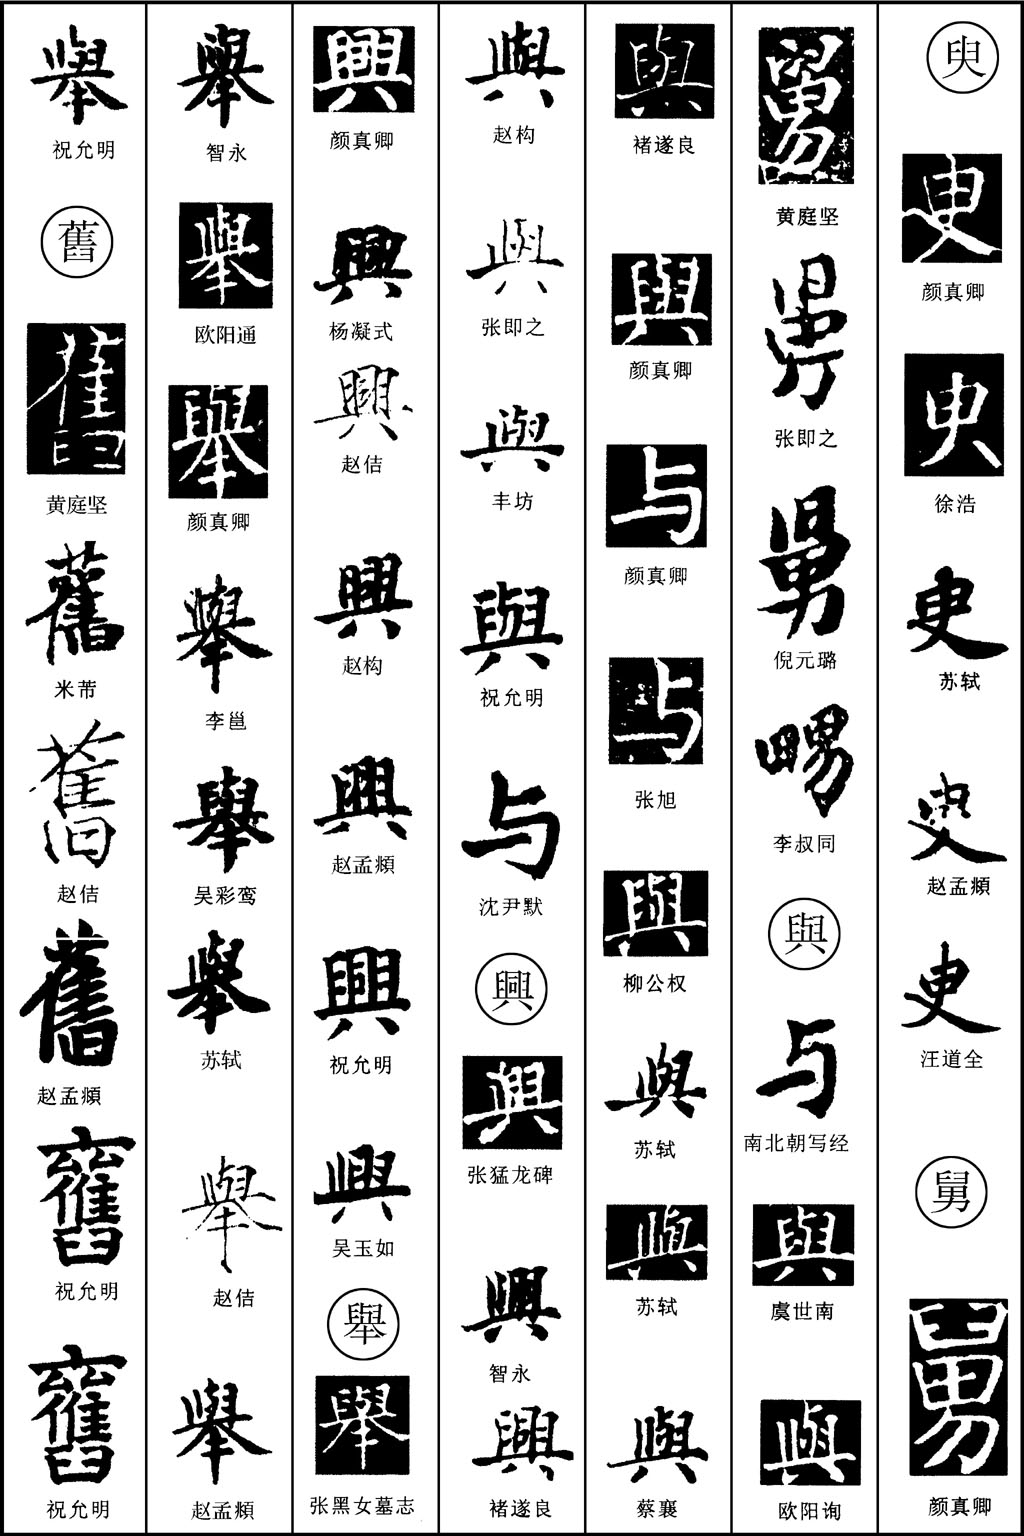 臾
臾
颜真卿
臾
徐浩
臾
苏轼
臾
赵孟頫
臾
汪道全
舅
舅
颜真卿
舅
黄庭坚
舅
张即之
舅
倪元璐
舅
李叔同
與
与
南北朝写经
與
虞世南
與
欧阳询
與
褚遂良
與
颜真卿
与
颜真卿
与
张旭
與
柳公权
與
苏轼
與
苏轼
與
蔡襄
與
赵构
與
张即之
與
丰坊
與
祝允明
与
沈尹默
興
興
张猛龙碑
興
智永
興
褚遂良
興
颜真卿
興
杨凝式
興
赵佶
興
赵构
興
赵孟頫
興
祝允明
興
吴玉如
舉
舉
张黑女墓志
舉
智永
舉
欧阳通
舉
颜真卿
舉
李邕
舉
吴彩鸾
舉
苏轼
舉
赵佶
舉
赵孟頫
舉
祝允明
舊
舊
黄庭坚
舊
米芾
舊
赵佶
舊
赵孟頫
舊
祝允明
舊
祝允明